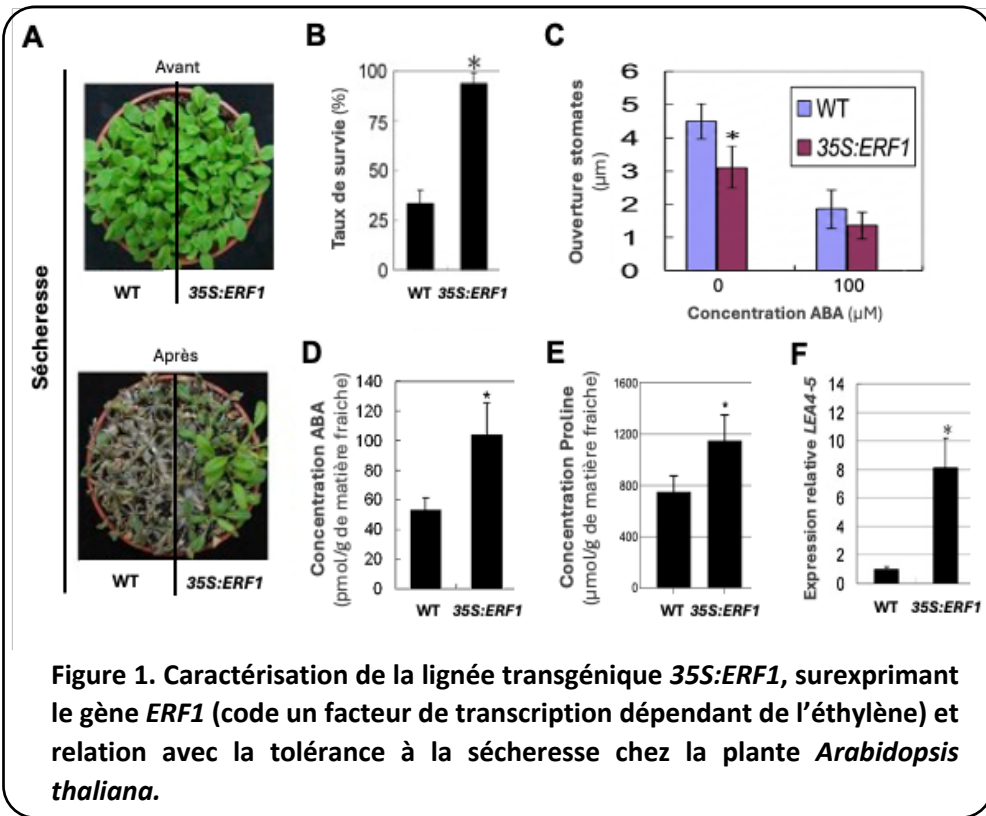 A
Sécheresse
Avant
WT
35S:ERF1
Après
WT
35S:ERF1
B
Taux de survie (%)
100
75
50
25
0
WT 35S:ERF1
*
C
Ouverture stomates
(µm)
6
5
4
3
2
1
0
*
WT
35S:ERF1
0
100
Concentration ABA (µM)
D
Concentration ABA
(pmol/g de matière fraiche)
140
120
100
80
60
40
20
0
*
WT 35S:ERF1
E
Concentration Proline
(µmol/g de matière fraiche)
1600
1200
800
400
0
*
WT 35S:ERF1
F
Expression relative LEA4-5
14
12
10
8
6
4
2
0
*
WT 35S:ERF1
Figure 1. Caractérisation de la lignée transgénique 35S:ERF1, surexprimant
le gène ERF1 (code un facteur de transcription dépendant de l’éthylène) et
relation avec la tolérance à la sécheresse chez la plante Arabidopsis
thaliana.